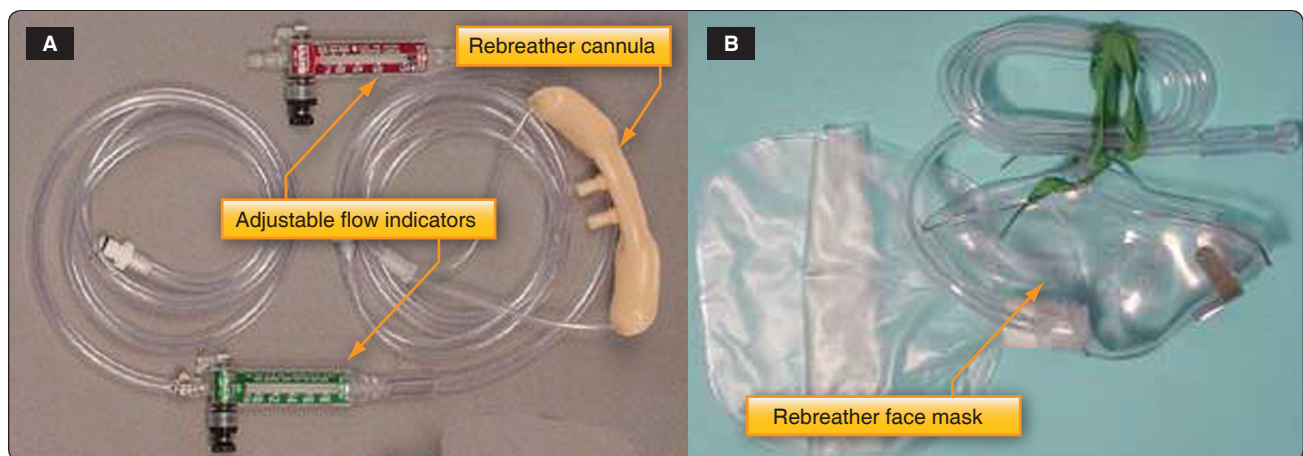 A
Rebreather cannula
Adjustable flow indicators
B
Rebreather face mask